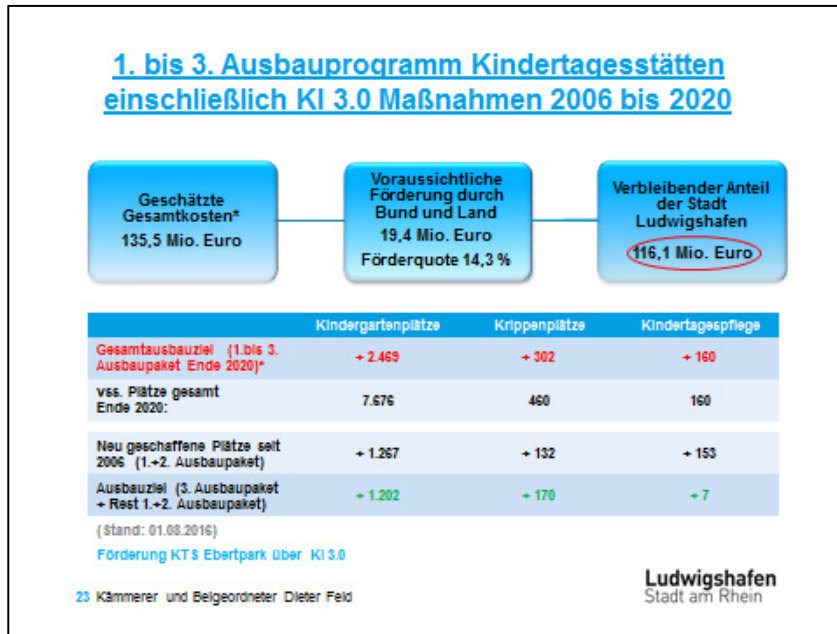 1. bis 3. Ausbauprogramm Kindertagesstätten
einschließlich KI 3.0 Maßnahmen 2006 bis 2020
Geschätzte
Gesamtkosten*
135,5 Mio. Euro
Voraussichtliche
Förderung durch
Bund und Land
19,4 Mio. Euro
Förderquote 14,3 %
Verbleibender Anteil
der Stadt
Ludwigshafen
116,1 Mio. Euro
Kindergartenplätze Krippenplätze Kindertagespflege
Gesamtausbauziel (1.bis 3.
Ausbaupaket Ende 2020)* + 2.469 + 302 + 160
vss. Plätze gesamt
Ende 2020: 7.676 460 160
Neu geschaffene Plätze seit
2006 (1.+2. Ausbaupaket) + 1.267 + 132 + 153
Ausbauziel (3. Ausbaupaket
+ Rest 1.+2. Ausbaupaket) + 1.202 + 170 + 7
(Stand: 01.08.2016)
Förderung KTS Ebertpark über KI 3.0
23 Kämmerer und Beigeordneter Dieter Feid
Ludwigshafen
Stadt am Rhein